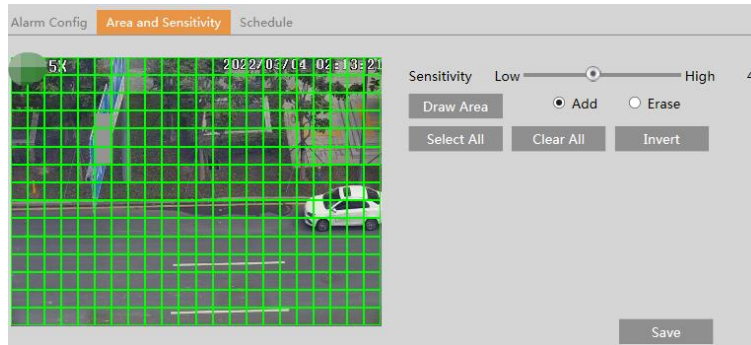 Alarm Config Area and Sensitivity Schedule
5X 2022/03/04 02:13:21
Sensitivity Low High 4
Draw Area Add Erase
Select All Clear All Invert
Save